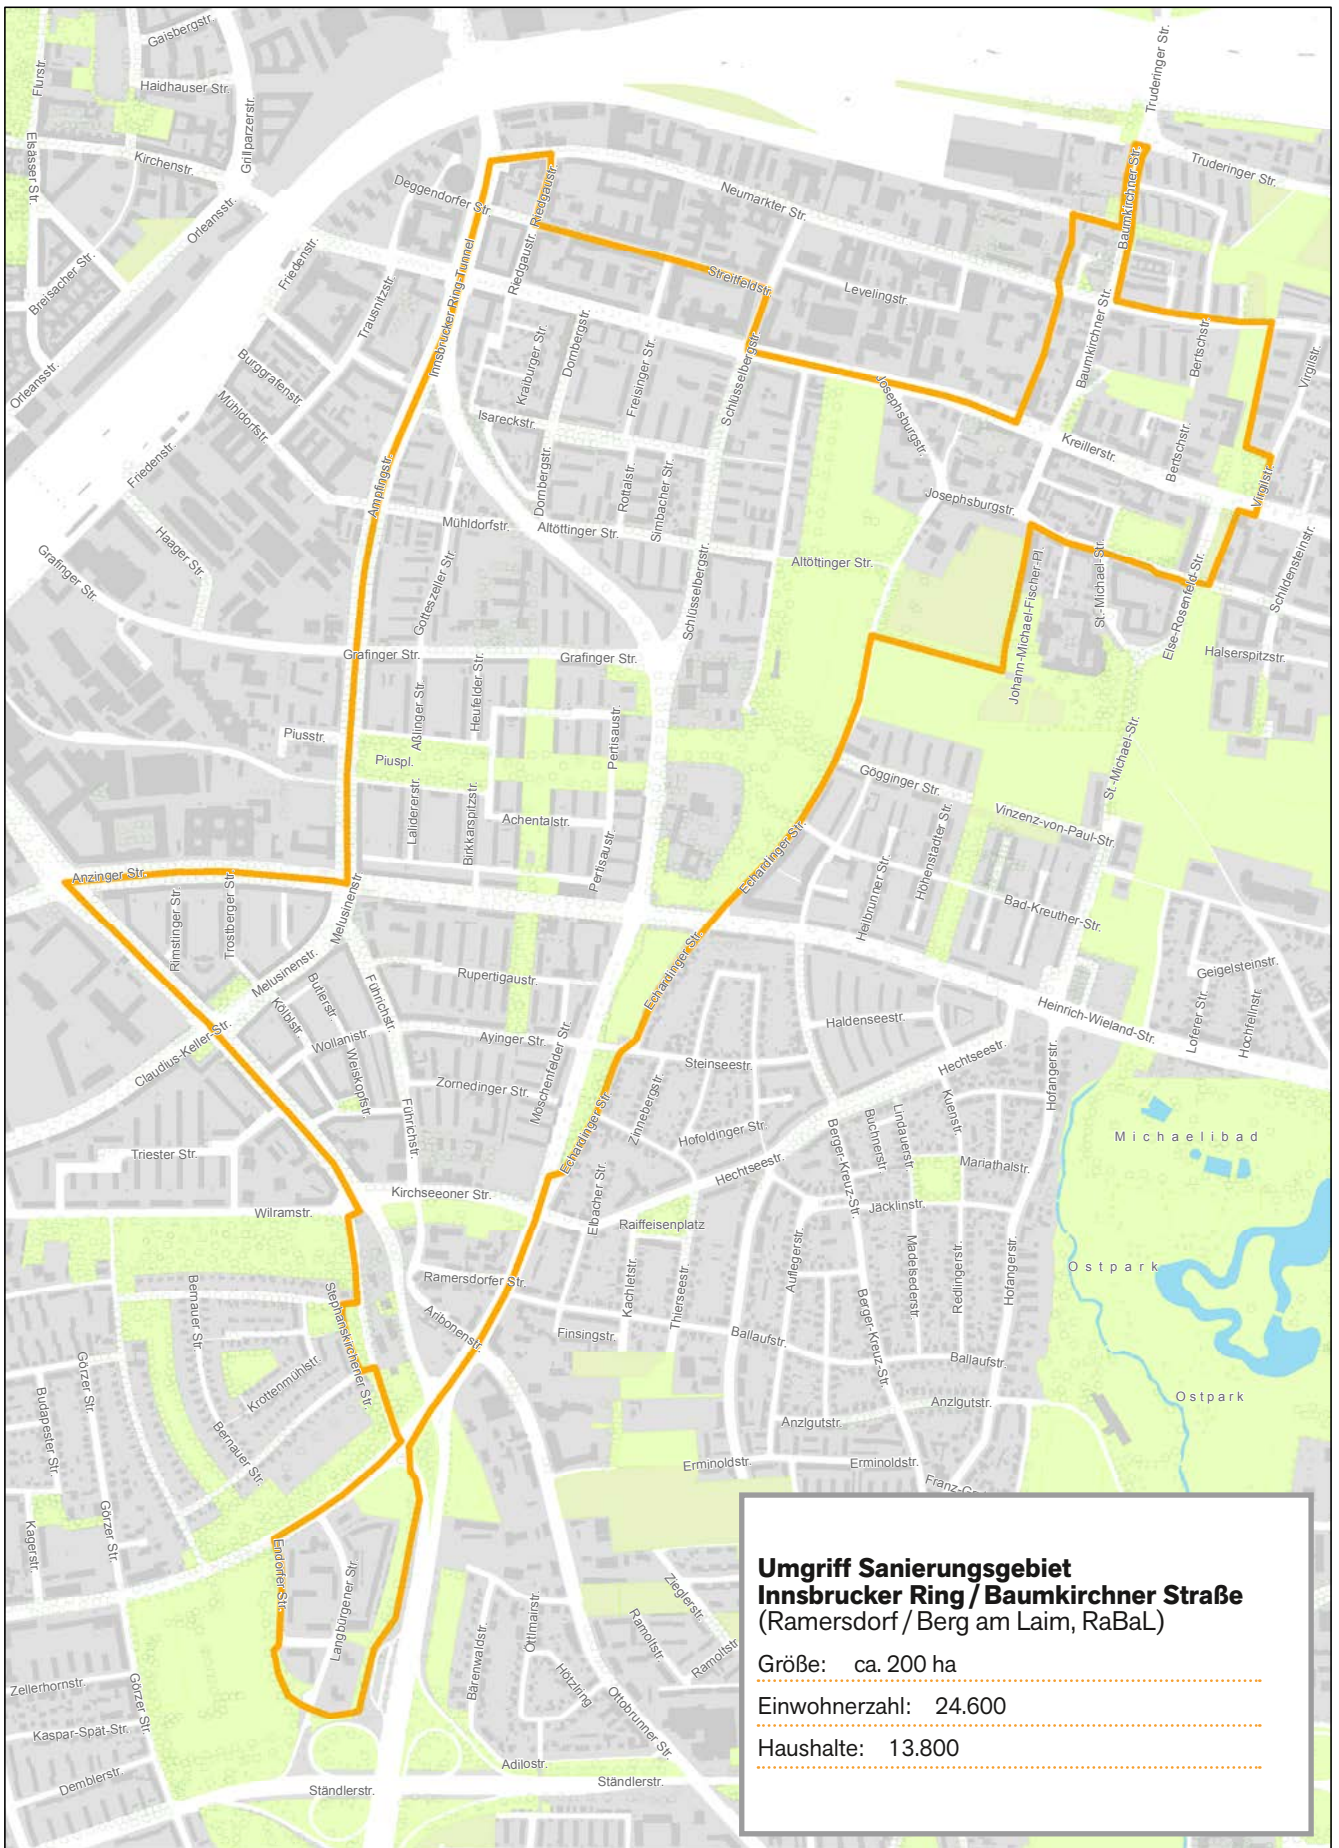 Gaisbergstr.
Flurstr.
Haidhauser Str.
Grillparzerstr.
Elsässer Str
Kirchenstr.
Orleansstr.
Breisacher Str.
Orleansstr.
Truderinger Str.
Truderinger Str.
Baumkirchner Str.
Neumarkter Str.
Deggendorfer Str.
Riedgaustr.
Riedgaustr.
Innsbrucker Ring-Tunnel
Friedenstr.
Trausnitzstr.
Streitfeldstr.
Levelingstr.
Baumkirchner Str.
Bertschstr.
Virgilstr.
Burggrafenstr.
Mühldorfstr.
Friedenstr.
Kraiburger Str.
Dornbergstr.
Freisinger Str.
Schlüsselbergstr.
Isareckstr.
Josephsburgstr.
Kreillerstr.
Bertschstr.
Virgilstr.
Ampfingstr.
Dornbergstr.
Rottalstr.
Simbacher Str.
Josephsburgstr.
Mühldorfstr.
Altöttinger Str.
Altöttinger Str.
Haager Str.
Grafinger Str.
Gotteszeller Str.
Schlüsselbergstr.
Johann-Michael-Fischer-Pl.
St.-Michael-Str.
Else-Rosenfeld-Str.
Schildensteinstr.
Halserspitzstr.
Grafinger Str.
Grafinger Str.
Aßlinger Str
Heufelder Str.
Pertisaustr.
Piusstr.
Piuspl.
Gögginger Str.
St.-Michael-Str.
Lalidererstr.
Birkkarspitzstr.
Achentalstr.
Pertisaustr.
Höhenstadter Str.
Vinzenz-von-Paul-Str.
Echardinger Str.
Heilbrunner Str.
Bad-Kreuther-Str.
Anzinger Str.
Rimstinger Str
Trostberger Str.
Melusinenstr
Melusinenstr.
Rupertigaustr.
Echardinger Str.
Geigelsteinstr.
Loferer Str.
Hochfellnstr.
Heinrich-Wieland-Str.
Butlerstr.
Kölblstr.
Führichstr.
Wollanistr.
Weiskopfstr.
Ayinger Str.
Haldenseestr.
Hechtseestr.
Claudius-Keller-Str.
Zornedinger Str.
Möschenfelder Str.
Steinseestr.
Zinnebergstr.
Hofangerstr.
Führichstr.
Echardinger Str.
Hofoldinger Str.
Berger-Kreuz-Str.
Buchnerstr.
Lindauerstr.
Kuenstr.
Mariathalstr.
Michaelibad
Triester Str.
Hechtseestr.
Jäcklinstr.
Wilramstr.
Kirchseeoner Str.
Elbacher Str.
Raiffeisenplatz
Auflegerstr.
Madelsederstr.
Redlingerstr.
Hofangerstr.
Ostpark
Bernauer Str
Stephanskirchener Str.
Ramersdorfer Str.
Kachletstr.
Thierseestr.
Berger-Kreuz-Str.
Aribonenstr.
Finsingstr.
Ballaufstr.
Ballaufstr.
Görzer Str.
Budapester Str.
Krottenmühlstr.
Bernauer Str.
Anzlgutstr.
Anzlgutstr.
Ostpark
Erminoldstr.
Erminoldstr.
Kagerstr.
Görzer Str.
Endorfer Str.
Langbürgener Str.
Zieglerstr.
Ramoltstr.
Ramoltstr.
Ottlmairstr.
Bärenwaldstr.
Hötzlring
Ottobrunner Str.
Zellerhornstr.
Görzer Str.
Kaspar-Spät-Str.
Demblerstr.
Adilostr.
Ständlerstr.
Ständlerstr.
Umgriff Sanierungsgebiet
Innsbrucker Ring / Baumkirchner Straße
(Ramersdorf / Berg am Laim, RaBaL)
Größe: ca. 200 ha
Einwohnerzahl: 24.600
Haushalte: 13.800